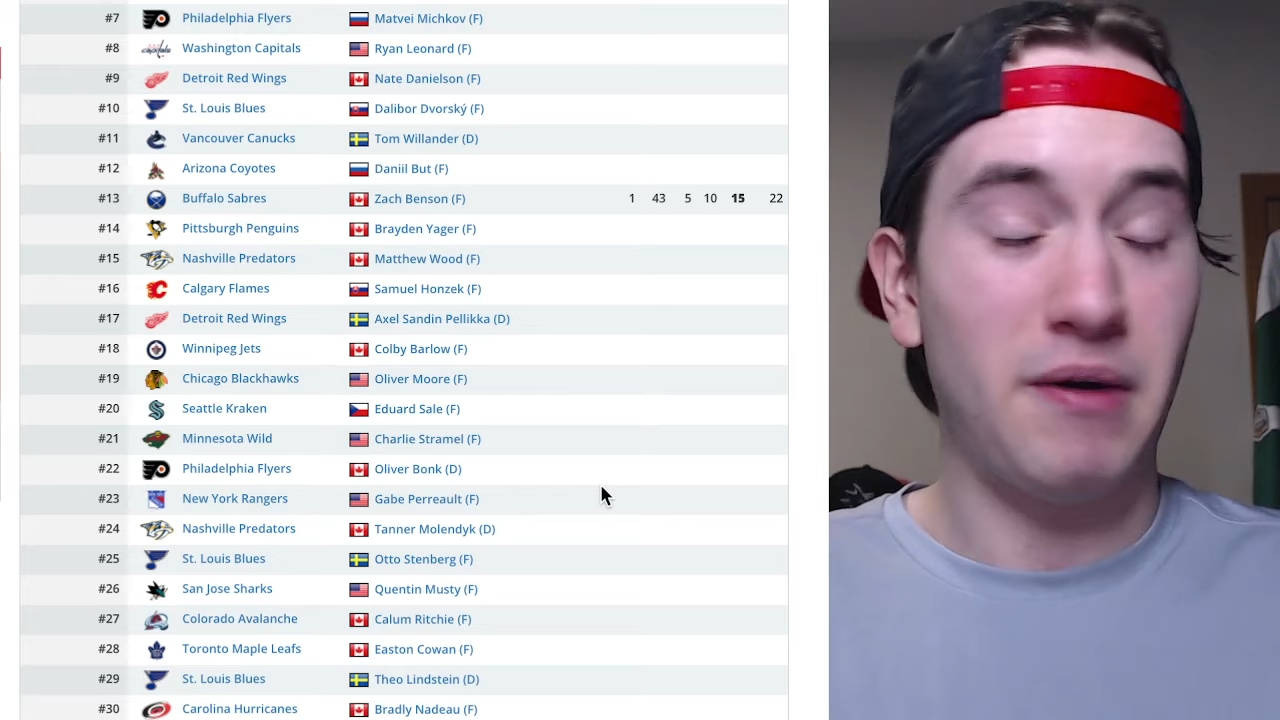 #7 Philadelphia Flyers Matvei Michkov (F)
#8 Washington Capitals Ryan Leonard (F)
#9 Detroit Red Wings Nate Danielson (F)
#10 St. Louis Blues Dalibor Dvorský (F)
#11 Vancouver Canucks Tom Willander (D)
#12 Arizona Coyotes Daniil But (F)
#13 Buffalo Sabres Zach Benson (F) 1 43 5 10 15 22
#14 Pittsburgh Penguins Brayden Yager (F)
#15 Nashville Predators Matthew Wood (F)
#16 Calgary Flames Samuel Honzek (F)
#17 Detroit Red Wings Axel Sandin Pellikka (D)
#18 Winnipeg Jets Colby Barlow (F)
#19 Chicago Blackhawks Oliver Moore (F)
#20 Seattle Kraken Eduard Sale (F)
#21 Minnesota Wild Charlie Stramel (F)
#22 Philadelphia Flyers Oliver Bonk (D)
#23 New York Rangers Gabe Perreault (F)
#24 Nashville Predators Tanner Molendyk (D)
#25 St. Louis Blues Otto Stenberg (F)
#26 San Jose Sharks Quentin Musty (F)
#27 Colorado Avalanche Calum Ritchie (F)
#28 Toronto Maple Leafs Easton Cowan (F)
#29 St. Louis Blues Theo Lindstein (D)
#30 Carolina Hurricanes Bradly Nadeau (F)